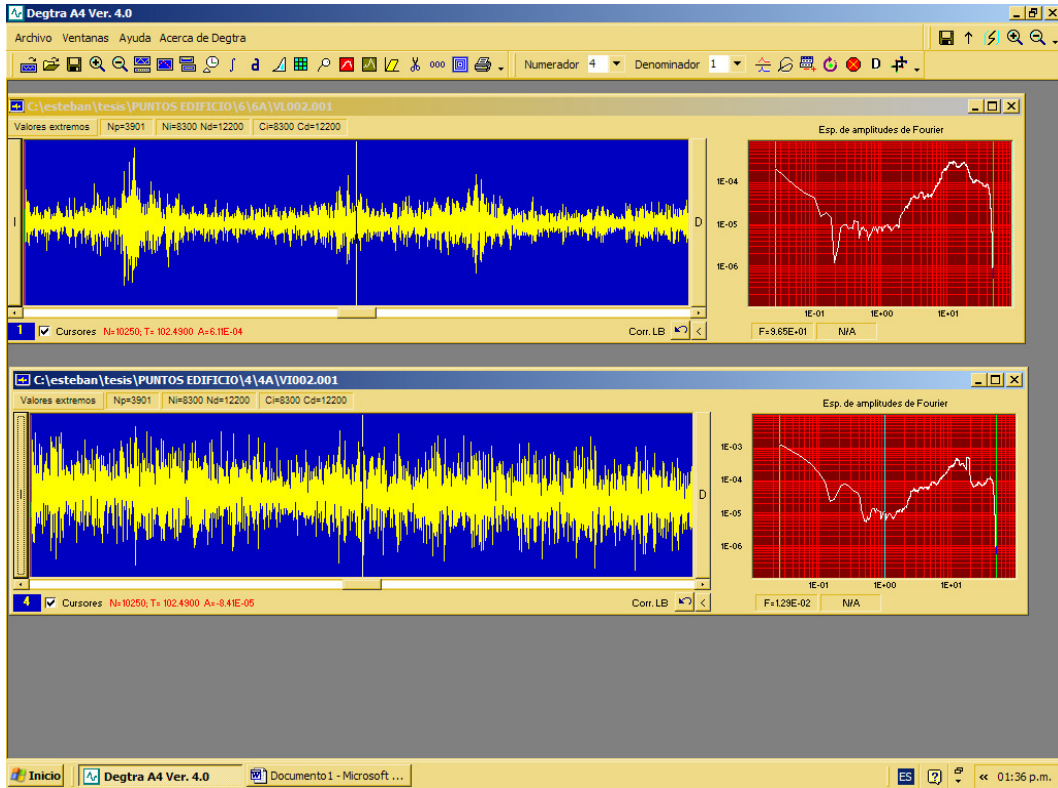 Degtra A4 Ver. 4.0
Archivo Ventanas Ayuda Acerca de Degtra
Numerador 4 Denominador 1 D
C:\esteban\tesis\PUNTOS EDIFICIO\6\6A\VL002.001
Valores extremos Np=3901 Ni=8300 Nd=12200 Ci=8300 Cd=12200
Esp. de amplitudes de Fourier
1E-04
I D 1E-05
1E-06
1E-01 1E+00 1E+01
1 Cursores N=10250; T= 102.4900 A=6.11E-04 Corr. LB < F=9.65E+01 N/A
C:\esteban\tesis\PUNTOS EDIFICIO\4\4A\VI002.001
Valores extremos Np=3901 Ni=8300 Nd=12200 Ci=8300 Cd=12200
Esp. de amplitudes de Fourier
1E-03
1E-04
I D
1E-05
1E-06
1E-01 1E+00 1E+01
4 Cursores N=10250; T= 102.4900 A=-8.41E-05 Corr. LB < F=1.29E-02 N/A
Inicio Degtra A4 Ver. 4.0 Documento1 - Microsoft ... ES « 01:36 p.m.